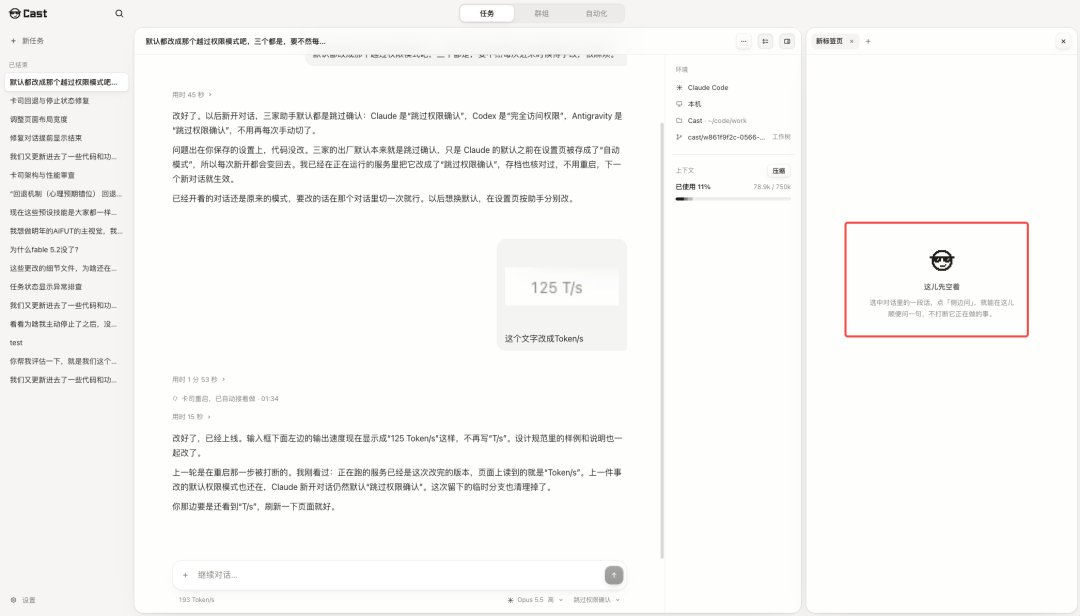 Cast
任务
群组
自动化
+ 新任务
已结束
默认都改成那个越过权限模式吧...
卡司回退与停止状态修复
调整页面布局宽度
修复对话提前显示结束
我们又更新进去了一些代码和功...
卡司架构与性能审查
“回退机制（心理预期错位） 回退...
现在这些预设技能是大家都一样...
我想做明年的AIFUT的主视觉，我...
为什么fable 5.2没了?
这些更改的细节文件，为啥还在...
任务状态显示异常排查
我们又更新进去了一些代码和功...
看看为啥我主动停止了之后，没...
test
你帮我评估一下，就是我们这个...
我们又更新进去了一些代码和功...
设置
默认都改成那个越过权限模式吧，三个都是，要不然每...
用时 45 秒 >
改好了。以后新开对话，三家助手默认都是跳过确认：Claude 是“跳过权限确认”，Codex 是“完全访问权限”，Antigravity 是
“跳过权限确认”，不用再每次手动切了。
问题出在你保存的设置上，代码没改。三家的出厂默认本来就是跳过确认，只是 Claude 的默认之前在设置页被存成了“自动
模式”，所以每次新开都会变回去。我已经在正在运行的服务里把它改成了“跳过权限确认”，存档也核对过，不用重启，下一
个新对话就生效。
已经开着的对话还是原来的模式，要改的话在那个对话里切一次就行。以后想换默认，在设置页按助手分别改。
125 T/s
这个文字改成Token/s
用时 1 分 53 秒 >
卡司重启，已自动接着做 · 01:34
用时 15 秒 >
改好了，已经上线。输入框下面左边的输出速度现在显示成“125 Token/s”这样，不再写“T/s”。设计规范里的样例和说明也一
起改了。
上一轮是在重启那一步被打断的。我刚看过：正在跑的服务已经是这次改完的版本，页面上读到的就是“Token/s”。上一件事
改的默认权限模式也还在，Claude 新开对话仍然默认“跳过权限确认”。这次留下的临时分支也清理掉了。
你那边要是还看到“T/s”，刷新一下页面就好。
+ 继续对话...
193 Token/s
Opus 5.5 高
跳过权限确认
环境
Claude Code
本机
Cast · ~/code/work
cast/w861f9f2c-0566-... 工作树
上下文 压缩
已使用 11% 78.9k / 750k
新标签页 × +
×
这儿先空着
选中对话里的一段话，点「侧边问」，就能在这儿
顺便问一句，不打断它正在做的事。